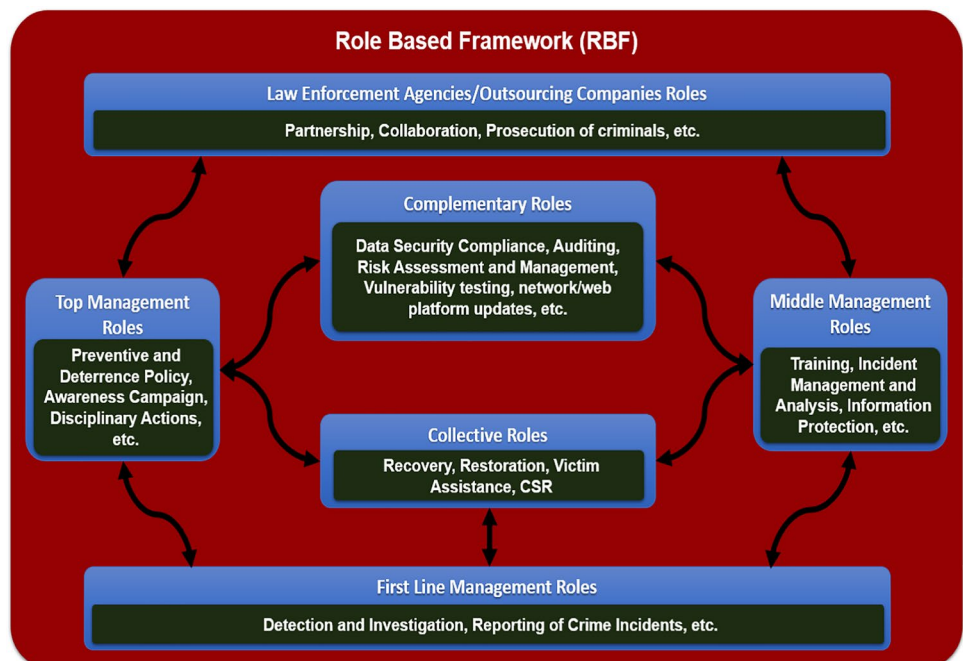 Role Based Framework (RBF)
Law Enforcement Agencies/Outsourcing Companies Roles
Partnership, Collaboration, Prosecution of criminals, etc.
Complementary Roles
Data Security Compliance, Auditing,
Risk Assessment and Management,
Vulnerability testing, network/web
platform updates, etc.
Top Management
Roles
Preventive and
Deterrence Policy,
Awareness Campaign,
Disciplinary Actions,
etc.
Middle Management
Roles
Training, Incident
Management and
Analysis, Information
Protection, etc.
Collective Roles
Recovery, Restoration, Victim
Assistance, CSR
First Line Management Roles
Detection and Investigation, Reporting of Crime Incidents, etc.